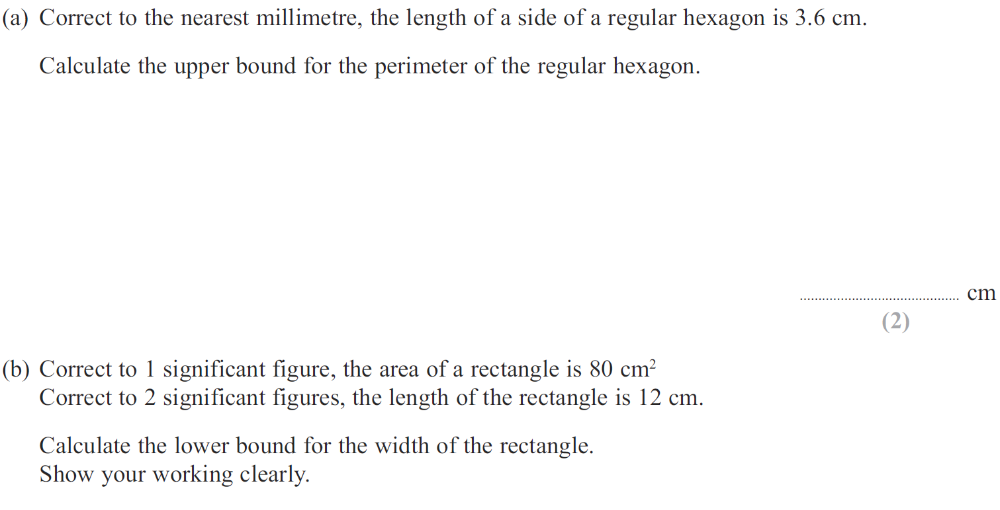 (a) Correct to the nearest millimetre, the length of a side of a regular hexagon is 3.6 cm.
Calculate the upper bound for the perimeter of the regular hexagon.
........................................... cm
(2)
(b) Correct to 1 significant figure, the area of a rectangle is 80 cm²
Correct to 2 significant figures, the length of the rectangle is 12 cm.
Calculate the lower bound for the width of the rectangle.
Show your working clearly.